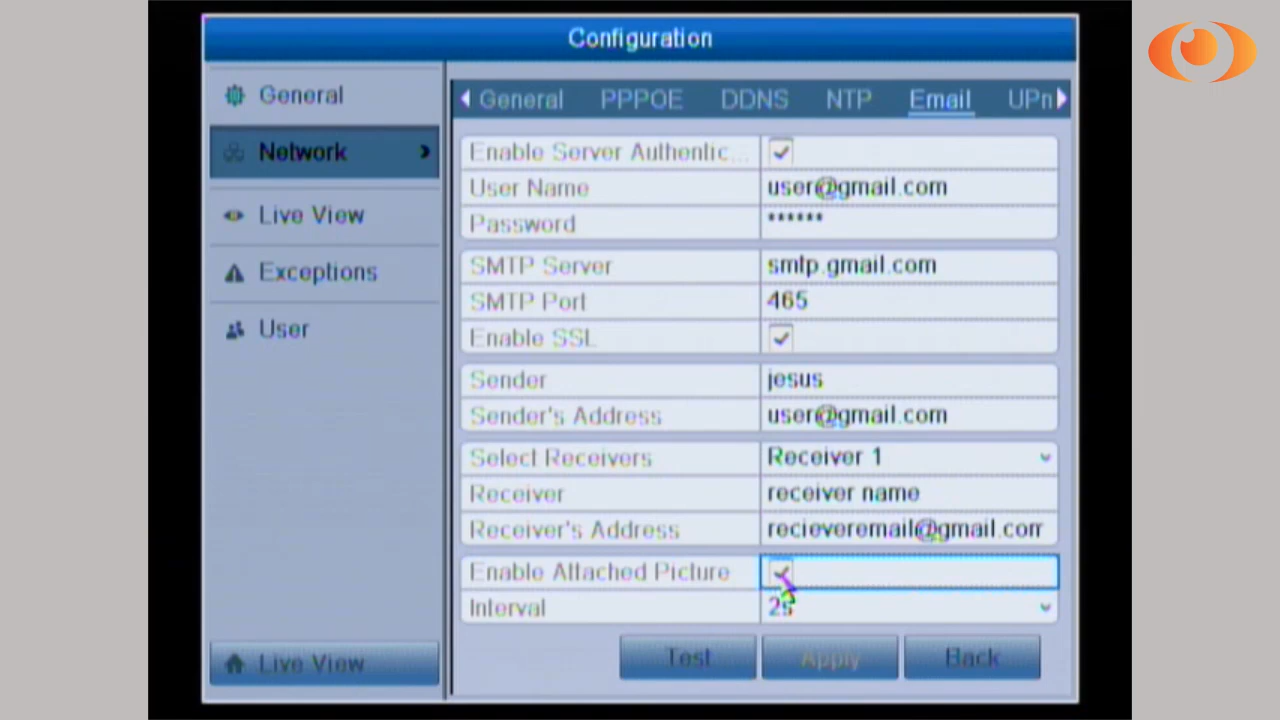 Configuration
General
Network
Live View
Exceptions
User
Live View
General PPPOE DDNS NTP Email UPn
Enable Server Authentic...
User Name user@gmail.com
Password ******
SMTP Server smtp.gmail.com
SMTP Port 465
Enable SSL
Sender jesus
Sender's Address user@gmail.com
Select Receivers Receiver 1
Receiver receiver name
Receiver's Address recieveremail@gmail.com
Enable Attached Picture
Interval 2s
Test Apply Back